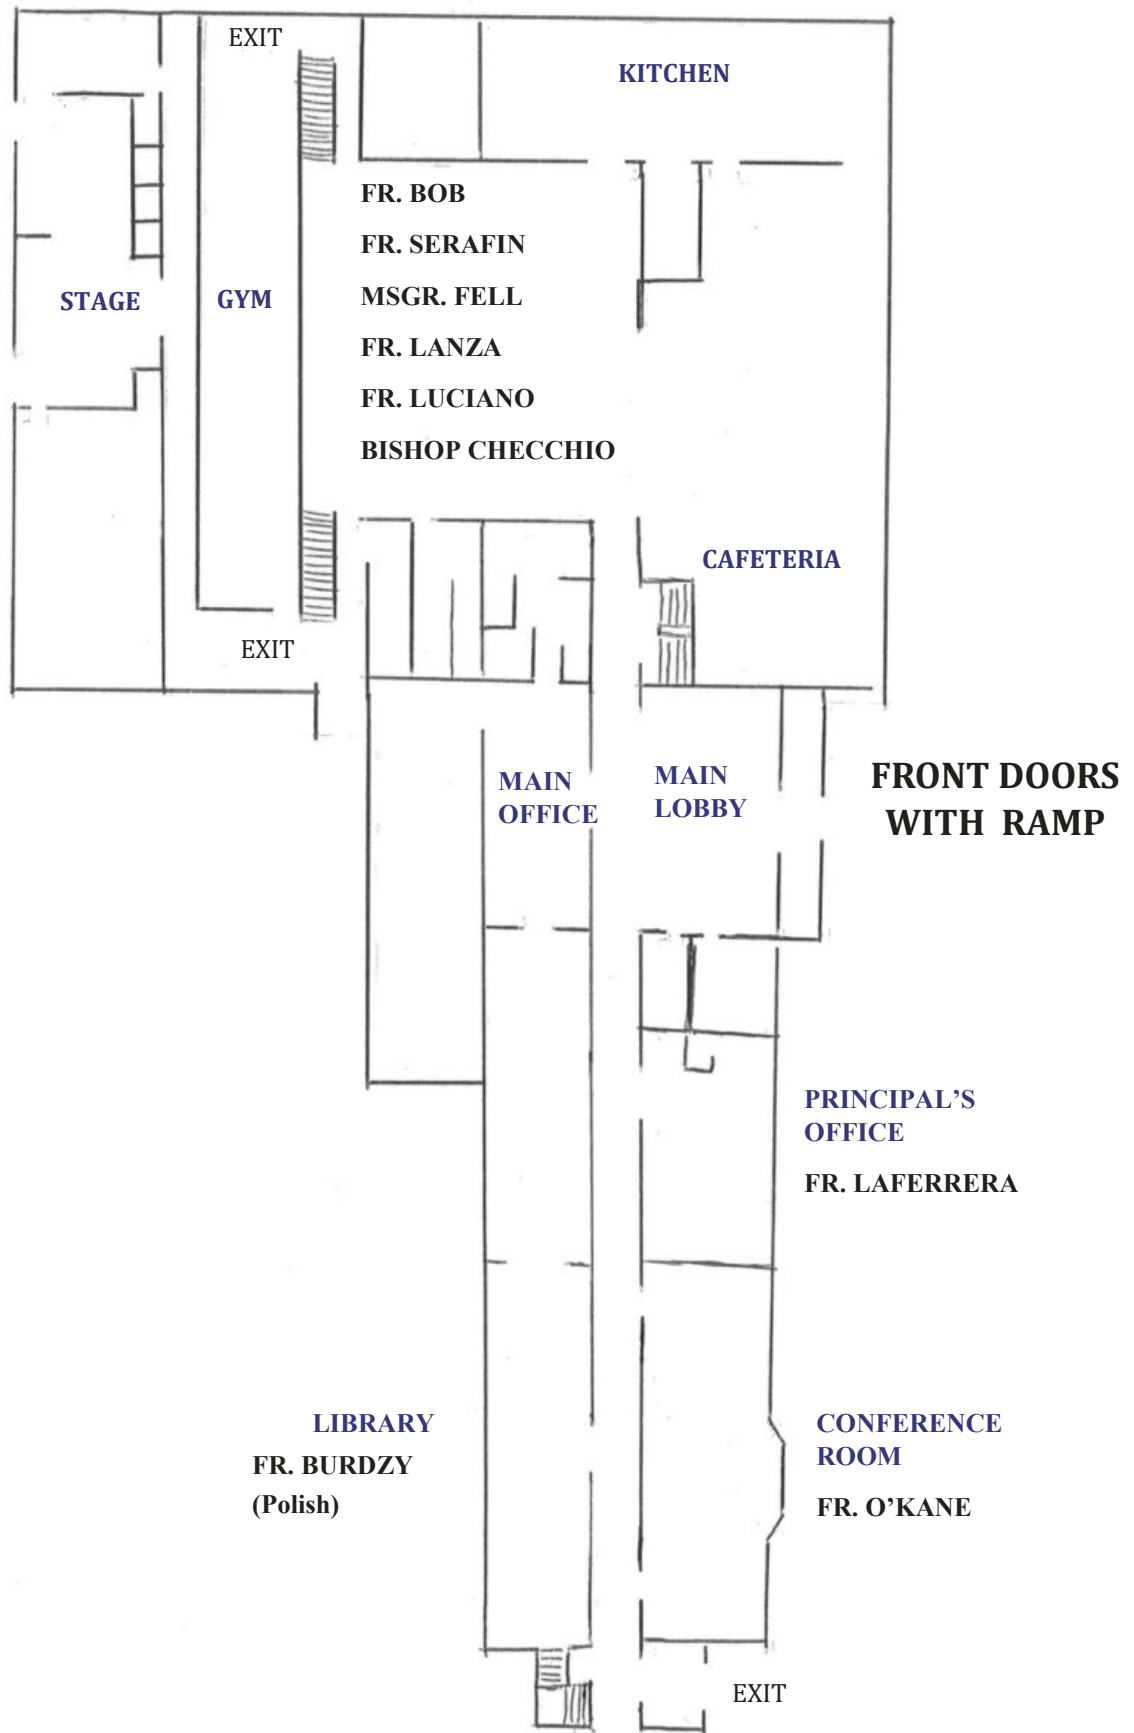 EXIT
KITCHEN
FR. BOB
FR. SERAFIN
MSGR. FELL
FR. LANZA
FR. LUCIANO
BISHOP CHECCHIO
STAGE
GYM
CAFETERIA
EXIT
MAIN
OFFICE
MAIN
LOBBY
FRONT DOORS
WITH RAMP
PRINCIPAL’S
OFFICE
FR. LAFERRERA
LIBRARY
FR. BURDZY
(Polish)
CONFERENCE
ROOM
FR. O’KANE
EXIT